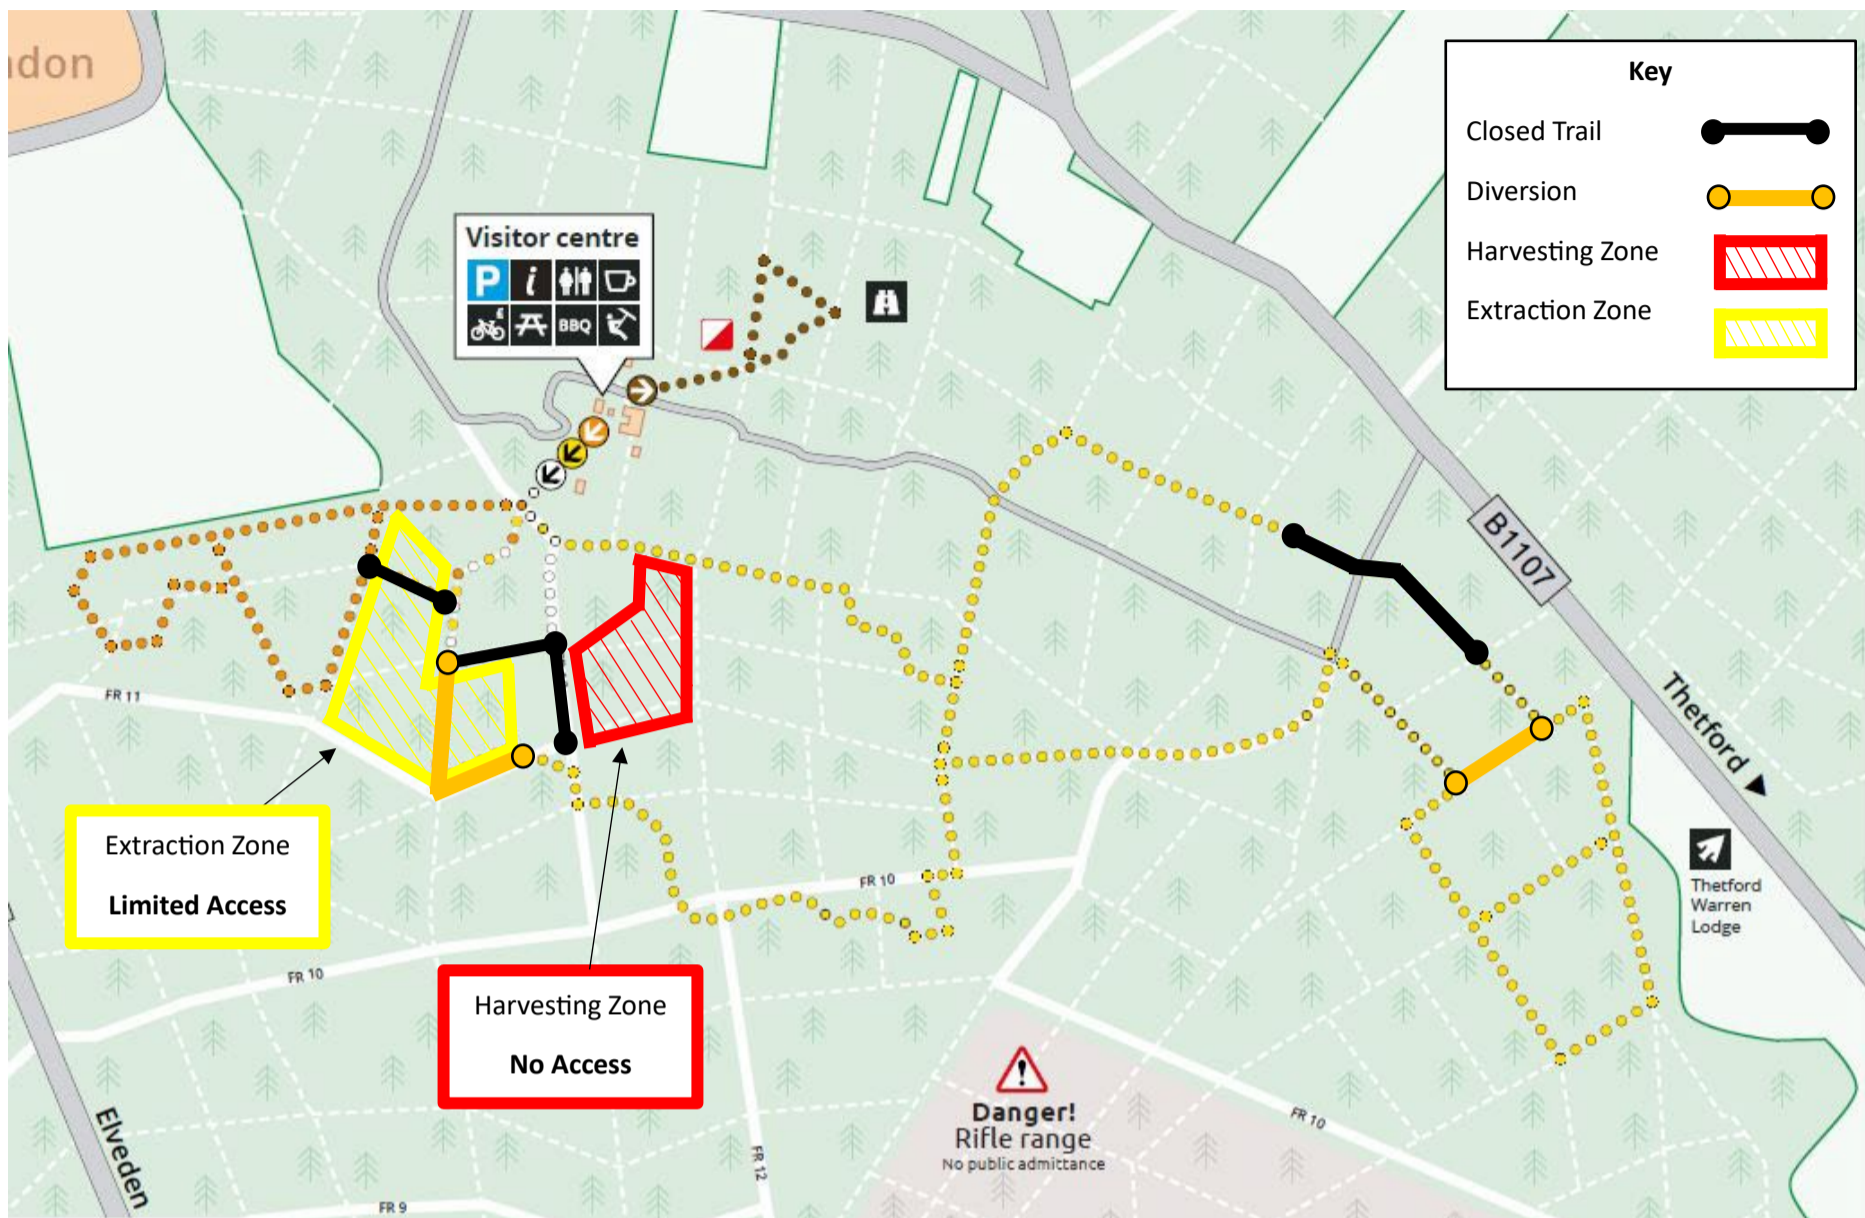 ndon
Key
Closed Trail
Diversion
Harvesting Zone
Extraction Zone
Visitor centre
P
i
£
BBQ
B1107
Thetford
FR 11
Extraction Zone
Limited Access
FR 10
Thetford
Warren
Lodge
FR 10
Harvesting Zone
No Access
Danger!
Rifle range
No public admittance
FR 10
Elveden
FR 12
FR 9